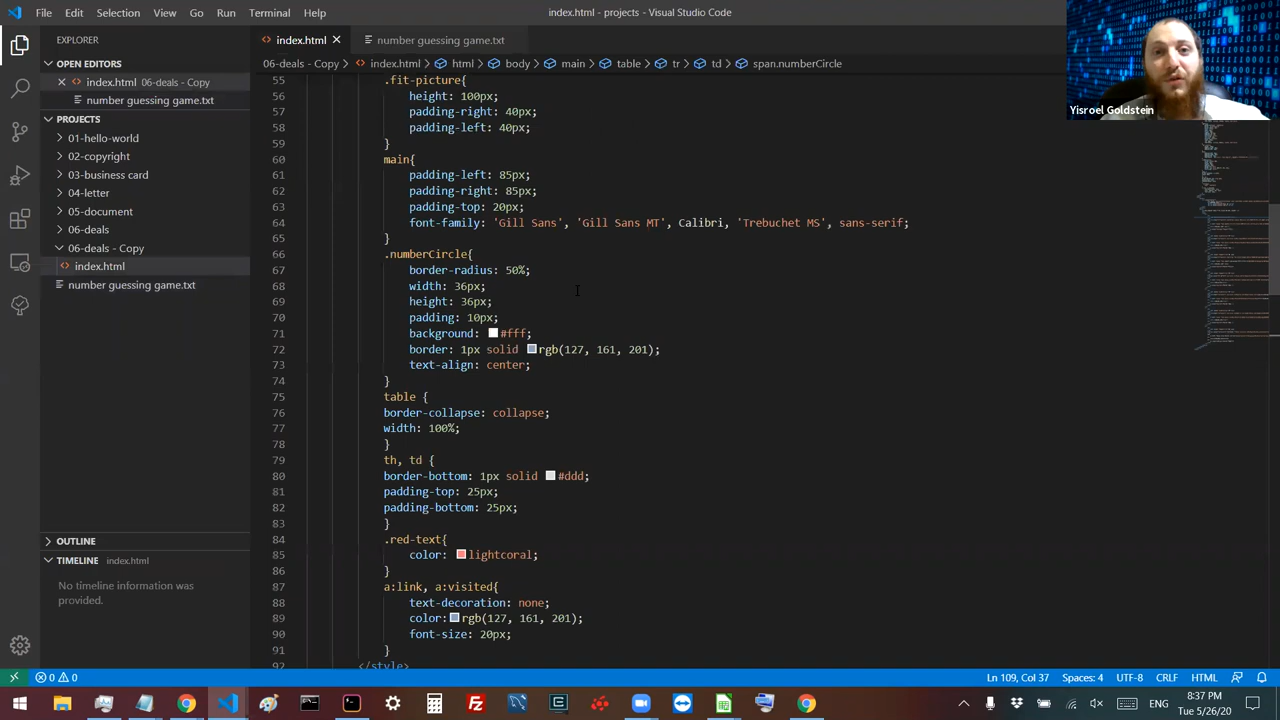 File Edit Selection View Go Run Terminal Help
index.html - projects - Visual Studio Code
EXPLORER
OPEN EDITORS
index.html 06-deals - Copy
number guessing game.txt
PROJECTS
01-hello-world
02-copyright
03-business card
04-letter
05-document
06-deals
06-deals - Copy
index.html
number guessing game.txt
OUTLINE
TIMELINE index.html
No timeline information was
provided.
index.html
number guessing game.txt
06-deals - Copy
main
table
td
span.numberCircle
55 .fit-picture{
56 height: 100px;
57 padding-right: 40px;
58 padding-left: 4x;
59 }
60 main{
61 padding-left: 85px;
62 padding-right: 85px;
63 padding-top: 20px;
64 'Gill Sans MT', Calibri, 'Trebuchet MS', sans-serif;
65 }
66 .numberCircle{
67 border-radius: 50%;
68 width: 36px;
69 height: 36px;
70 padding: 10px;
71 background: #fff;
72 border: 1px solid rgb(127, 161, 201);
73 text-align: center;
74 }
75 table {
76 border-collapse: collapse;
77 width: 100%;
78 }
79 th, td {
80 border-bottom: 1px solid #ddd;
81 padding-top: 25px;
82 padding-bottom: 25px;
83 }
84 .red-text{
85 color: lightcoral;
86 }
87 a:link, a:visited{
88 text-decoration: none;
89 color: rgb(127, 161, 201);
90 font-size: 20px;
91 }
92 </style>
Yisroel Goldstein
0 0
Ln 109, Col 37 Spaces: 4 UTF-8 CRLF HTML
ENG
8:37 PM
Tue 5/26/20